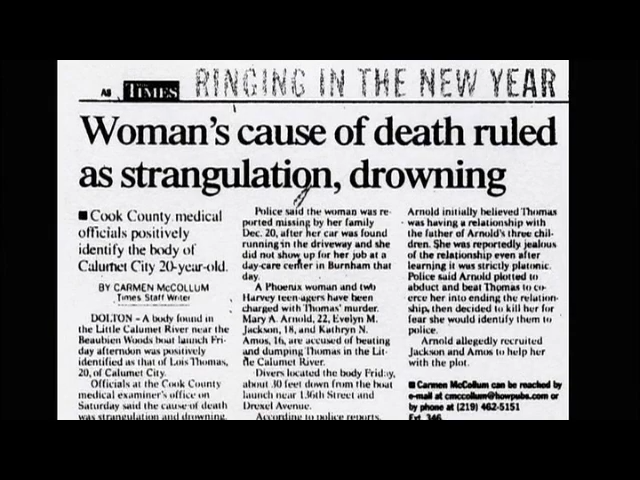 A8 TIMES RINGING IN THE NEW YEAR
Woman's cause of death ruled
as strangulation, drowning
■ Cook County medical
officials positively
identify the body of
Calumet City 20-year-old.
BY CARMEN McCOLLUM
Times Staff Writer
DOLTON – A body found in
the Little Calumet River near the
Beaubien Woods boat launch Fri-
day afternoon was positively
identified as that of Lois Thomas,
20, of Calumet City.
Officials at the Cook County
medical examiner's office on
Saturday said the cause of death
was strangulation and drowning.
Police said the woman was re-
ported missing by her family
Dec. 20, after her car was found
running in the driveway and she
did not show up for her job at a
day-care center in Burnham that
day.
A Phoenix woman and two
Harvey teen-agers have been
charged with Thomas' murder.
Mary A. Arnold, 22, Evelyn M.
Jackson, 18, and Kathryn N.
Amos, 16, are accused of beating
and dumping Thomas in the Lit-
tle Calumet River.
Divers located the body Friday,
about 30 feet down from the boat
launch near 136th Street and
Drexel Avenue.
According to police reports,
Arnold initially believed Thomas
was having a relationship with
the father of Arnold's three chil-
dren. She was reportedly jealous
of the relationship even after
learning it was strictly platonic.
Police said Arnold plotted to
abduct and beat Thomas to co-
erce her into ending the relation-
ship, then decided to kill her for
fear she would identify them to
police.
Arnold allegedly recruited
Jackson and Amos to help her
with the plot.
■ Carmen McCollum can be reached by
e-mail at cmccollum@howpubs.com or
by phone at (219) 462-5151
Ext. 346.